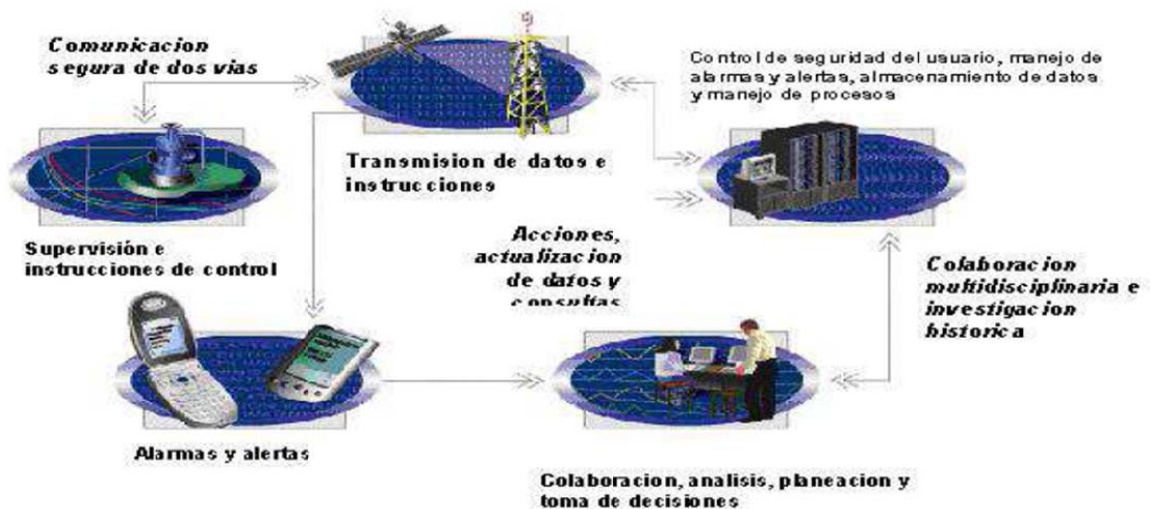 Comunicacion
segura de dos vias
Control de seguridad del usuario, manejo de
alarmas y alertas, almacenamiento de datos
y manejo de procesos
Transmision de datos e
instrucciones
Supervisión e
instrucciones de control
Acciones,
actualizacion
de datos y
consultas
Colaboracion
multidisciplinaria e
investigacion
historica
Alarmas y alertas
Colaboracion, analisis, planeacion y
toma de decisiones